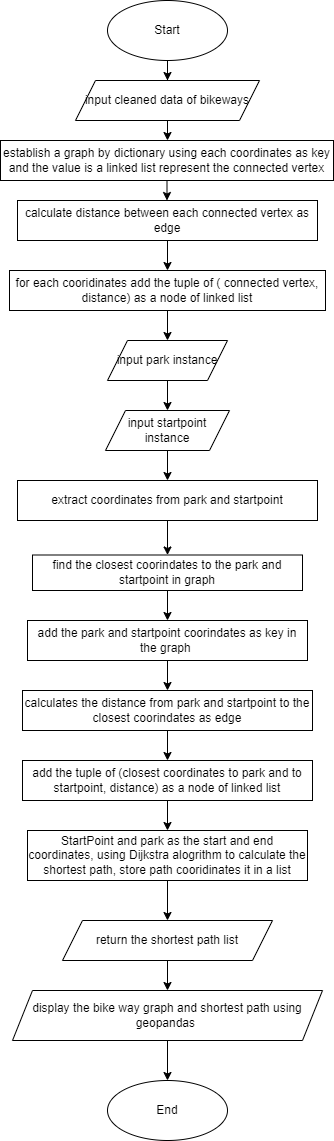 Start
input cleaned data of bikeways
establish a graph by dictionary using each coordinates as key
and the value is a linked list represent the connected vertex
calculate distance between each connected vertex as
edge
for each cooridinates add the tuple of ( connected vertex,
distance) as a node of linked list
input park instance
input startpoint
instance
extract coordinates from park and startpoint
find the closest coorindates to the park and
startpoint in graph
add the park and startpoint coorindates as key in
the graph
calculates the distance from park and startpoint to the
closest coorindates as edge
add the tuple of (closest coordinates to park and to
startpoint, distance) as a node of linked list
StartPoint and park as the start and end
coordinates, using Dijkstra alogrithm to calculate the
shortest path, store path cooridinates it in a list
return the shortest path list
display the bike way graph and shortest path using
geopandas
End